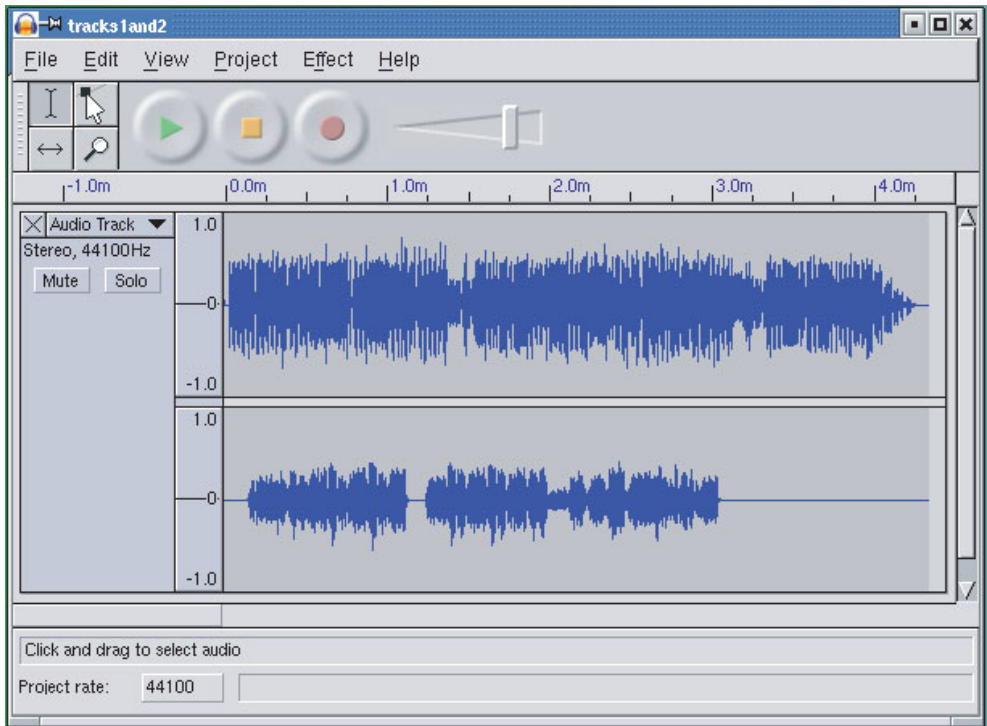 tracks1and2
File Edit View Project Effect Help
-1.0m 0.0m 1.0m 2.0m 3.0m 4.0m
Audio Track
Stereo, 44100Hz
Mute Solo
1.0
0
-1.0
1.0
0
-1.0
Click and drag to select audio
Project rate: 44100